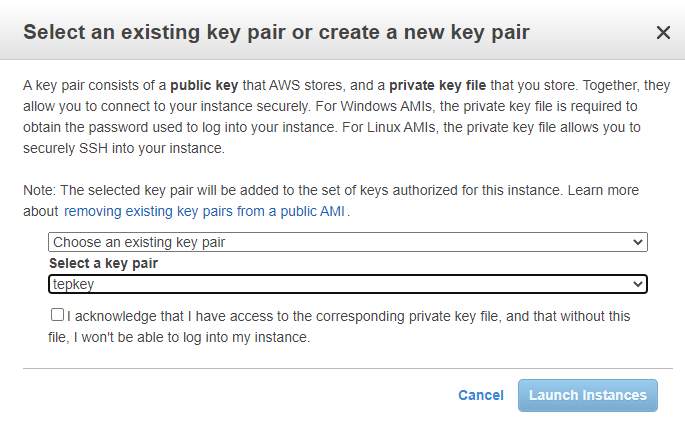 Select an existing key pair or create a new key pair
A key pair consists of a public key that AWS stores, and a private key file that you store. Together, they
allow you to connect to your instance securely. For Windows AMIs, the private key file is required to
obtain the password used to log into your instance. For Linux AMIs, the private key file allows you to
securely SSH into your instance.
Note: The selected key pair will be added to the set of keys authorized for this instance. Learn more
about removing existing key pairs from a public AMI .
Choose an existing key pair
Select a key pair
tepkey
I acknowledge that I have access to the corresponding private key file, and that without this
file, I won't be able to log into my instance.
Cancel Launch Instances